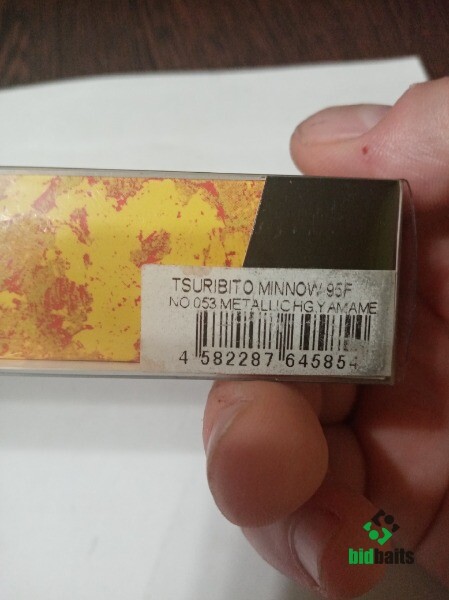 TSURIBITO MINNOW 95F
NO 053 METALLIC HG.YAMAME
4 582287 645854
bidbaits